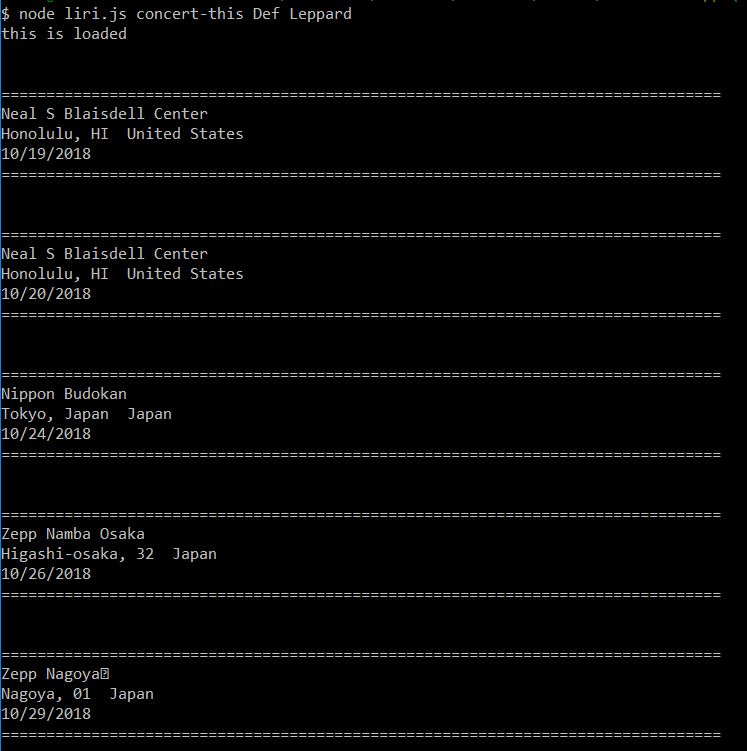 $ node liri.js concert-this Def Leppard
this is loaded
================================================================================
Neal S Blaisdell Center
Honolulu, HI  United States
10/19/2018
================================================================================
================================================================================
Neal S Blaisdell Center
Honolulu, HI  United States
10/20/2018
================================================================================
================================================================================
Nippon Budokan
Tokyo, Japan  Japan
10/24/2018
================================================================================
================================================================================
Zepp Namba Osaka
Higashi-osaka, 32  Japan
10/26/2018
================================================================================
================================================================================
Zepp Nagoya
Nagoya, 01  Japan
10/29/2018
================================================================================